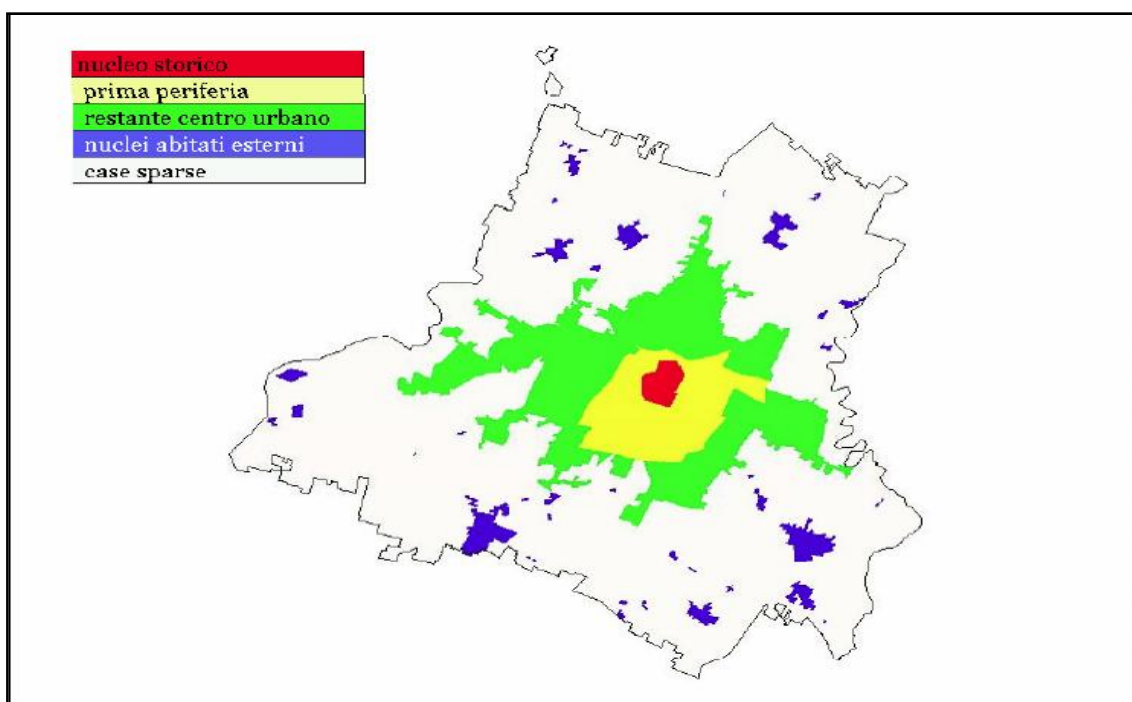 nucleo storico
prima periferia
restante centro urbano
nuclei abitati esterni
case sparse